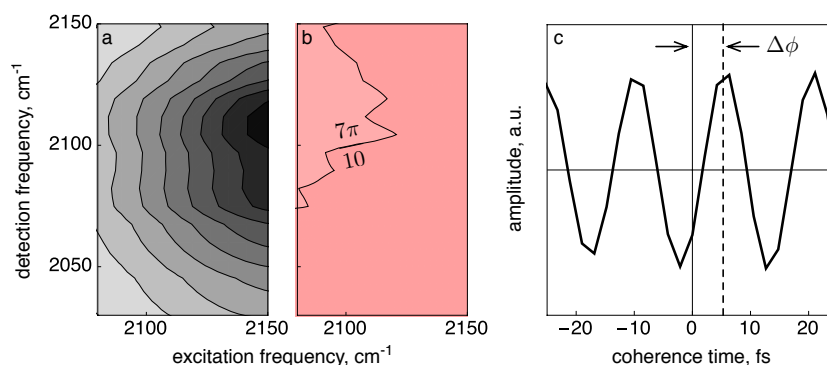 a
b
c
2150
2100
2050
detection frequency, cm-1
2100
2150
2100
2150
excitation frequency, cm-1
7π
10
Δϕ
amplitude, a.u.
−20
−10
0
10
20
coherence time, fs